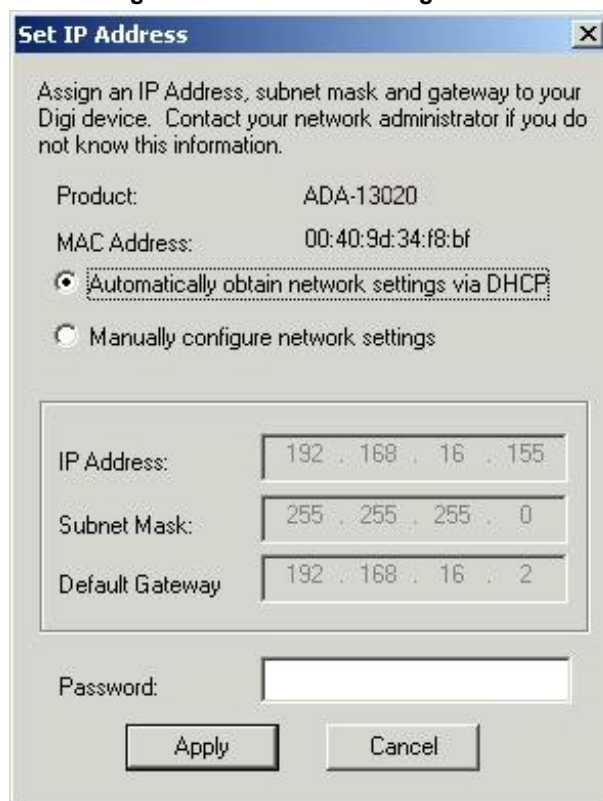 Set IP Address
Assign an IP Address, subnet mask and gateway to your
Digi device. Contact your network administrator if you do
not know this information.
Product: ADA-13020
MAC Address: 00:40:9d:34:f8:bf
Automatically obtain network settings via DHCP
Manually configure network settings
IP Address: 192 . 168 . 16 . 155
Subnet Mask: 255 . 255 . 255 . 0
Default Gateway 192 . 168 . 16 . 2
Password:
Apply Cancel